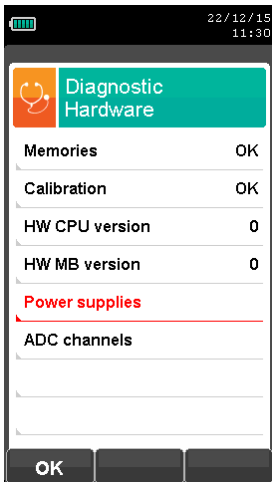 22/12/15
11:30
Diagnostic
Hardware
Memories OK
Calibration OK
HW CPU version 0
HW MB version 0
Power supplies
ADC channels
OK